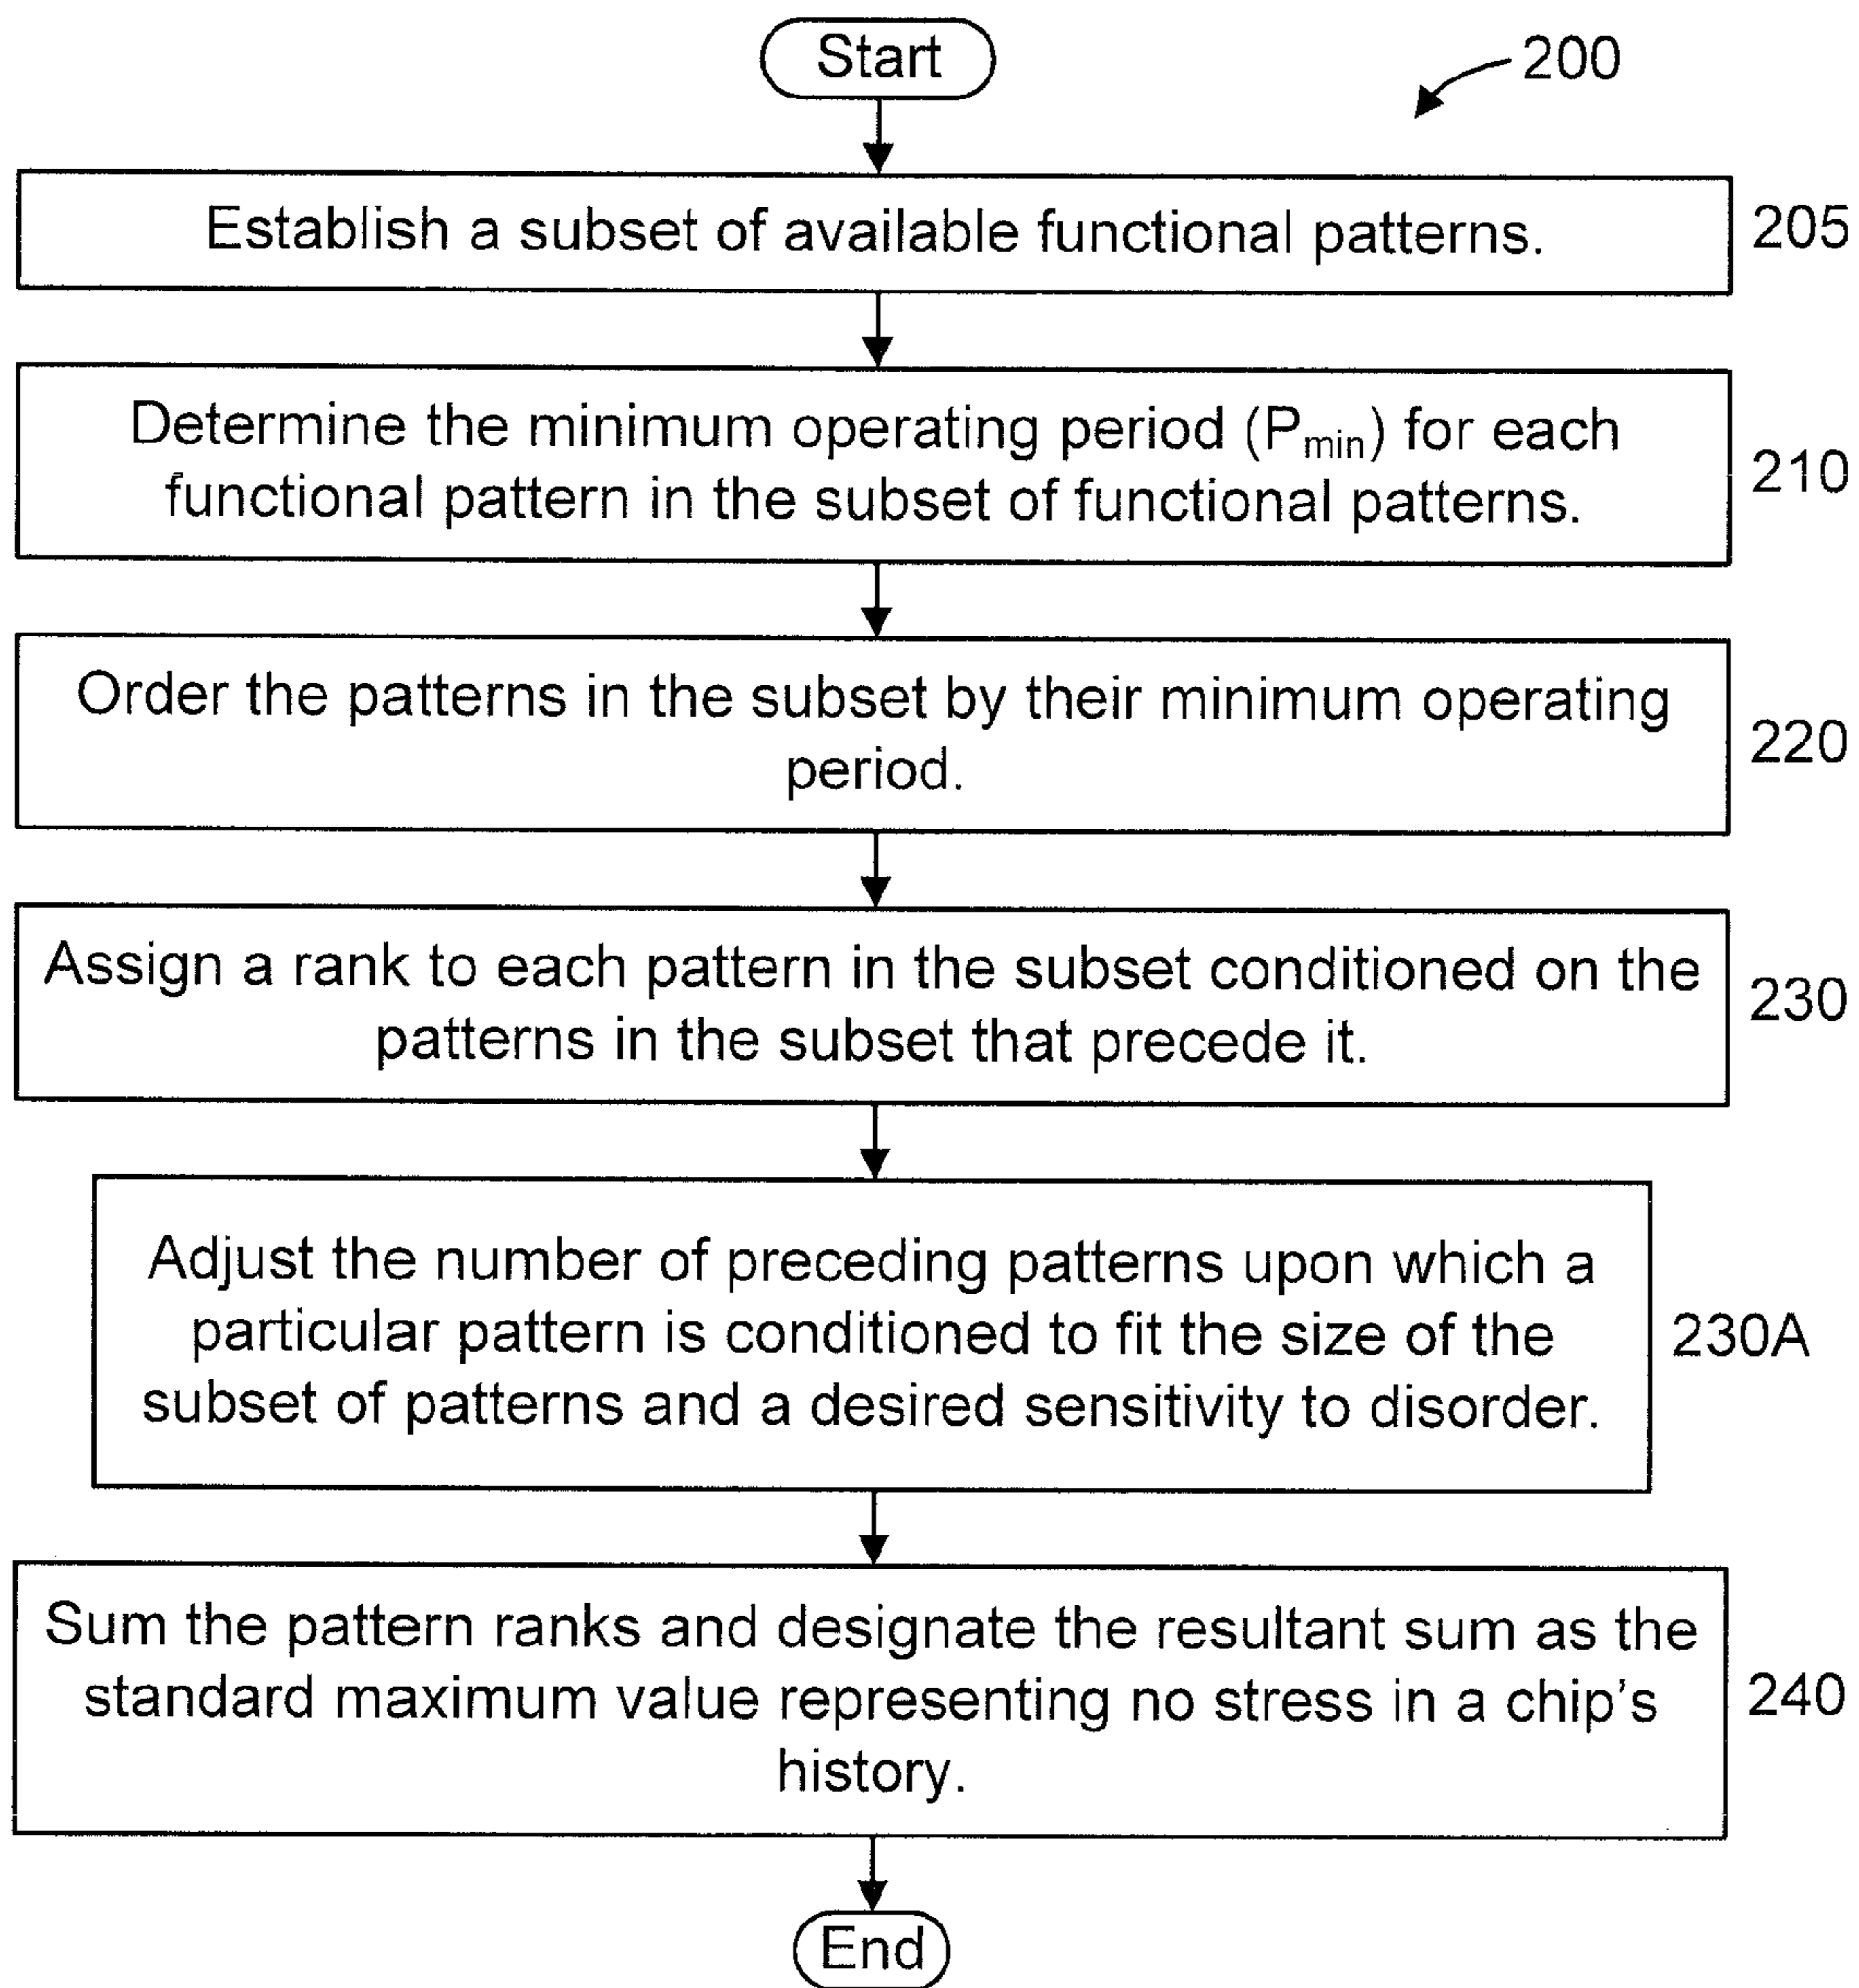 Start
200
Establish a subset of available functional patterns.
205
Determine the minimum operating period (Pmin) for each
functional pattern in the subset of functional patterns.
210
Order the patterns in the subset by their minimum operating
period.
220
Assign a rank to each pattern in the subset conditioned on the
patterns in the subset that precede it.
230
Adjust the number of preceding patterns upon which a
particular pattern is conditioned to fit the size of the
subset of patterns and a desired sensitivity to disorder.
230A
Sum the pattern ranks and designate the resultant sum as the
standard maximum value representing no stress in a chip's
history.
240
End